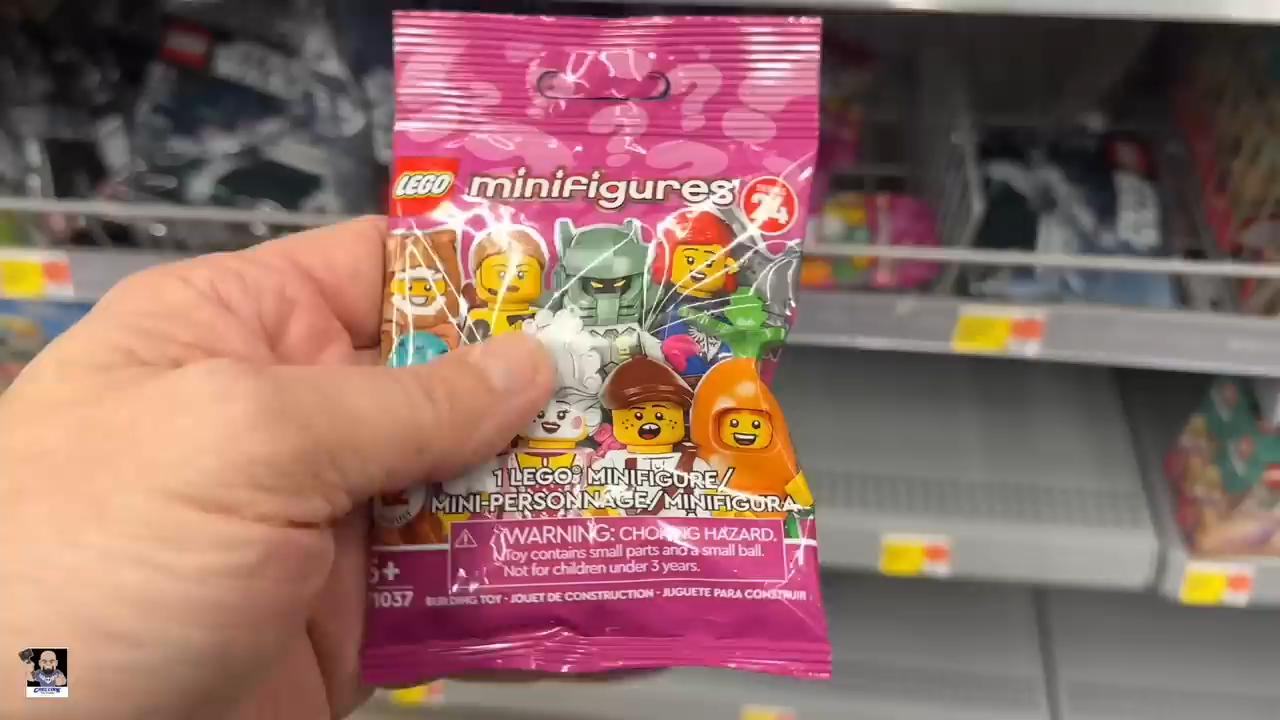 LEGO
minifigures
SERIES
24
1 LEGO® MINIFIGURE/
MINI-PERSONNAGE/MINIFIGURA
WARNING: CHOKING HAZARD.
Toy contains small parts and a small ball.
Not for children under 3 years.
5+
71037
BUILDING TOY - JOUET DE CONSTRUCTION - JUGUETE PARA CONSTRUIR